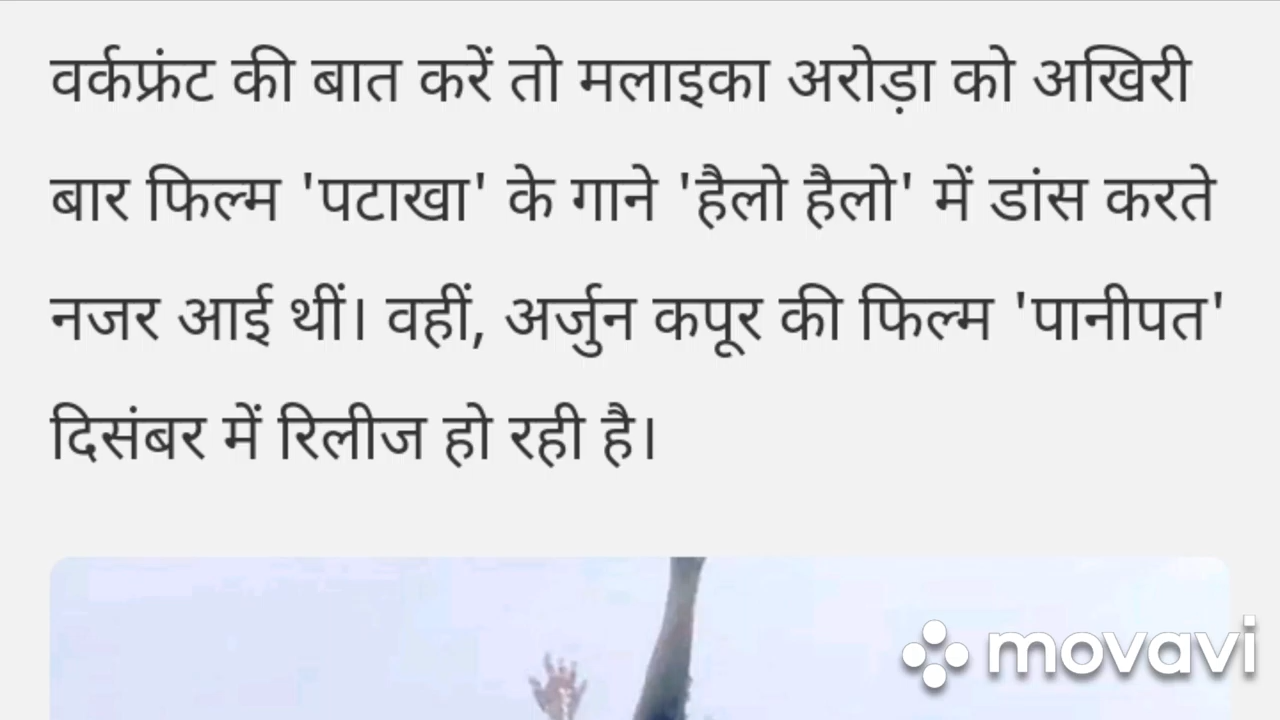 वर्कफ्रंट की बात करें तो मलाइका अरोड़ा को अखिरी
बार फिल्म 'पटाखा' के गाने 'हैलो हैलो' में डांस करते
नजर आई थीं। वहीं, अर्जुन कपूर की फिल्म 'पानीपत'
दिसंबर में रिलीज हो रही है।
movavi